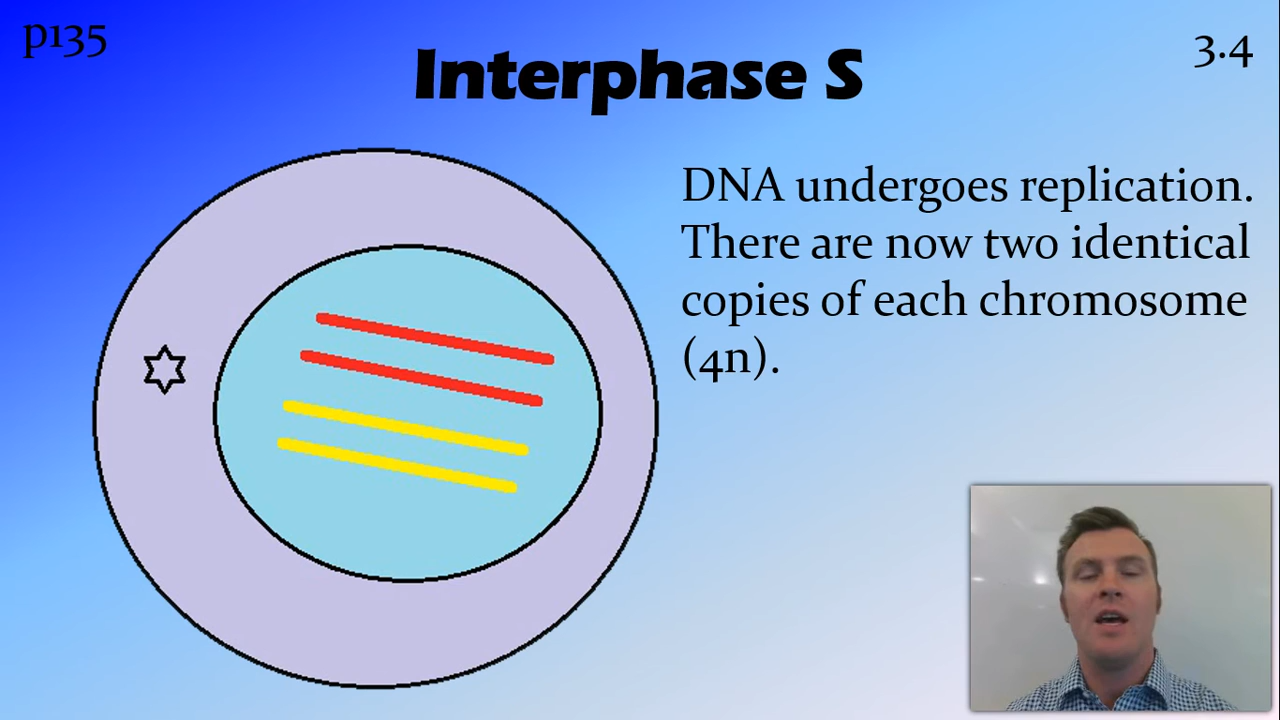 p135
3.4
Interphase S
DNA undergoes replication.
There are now two identical
copies of each chromosome
(4n).